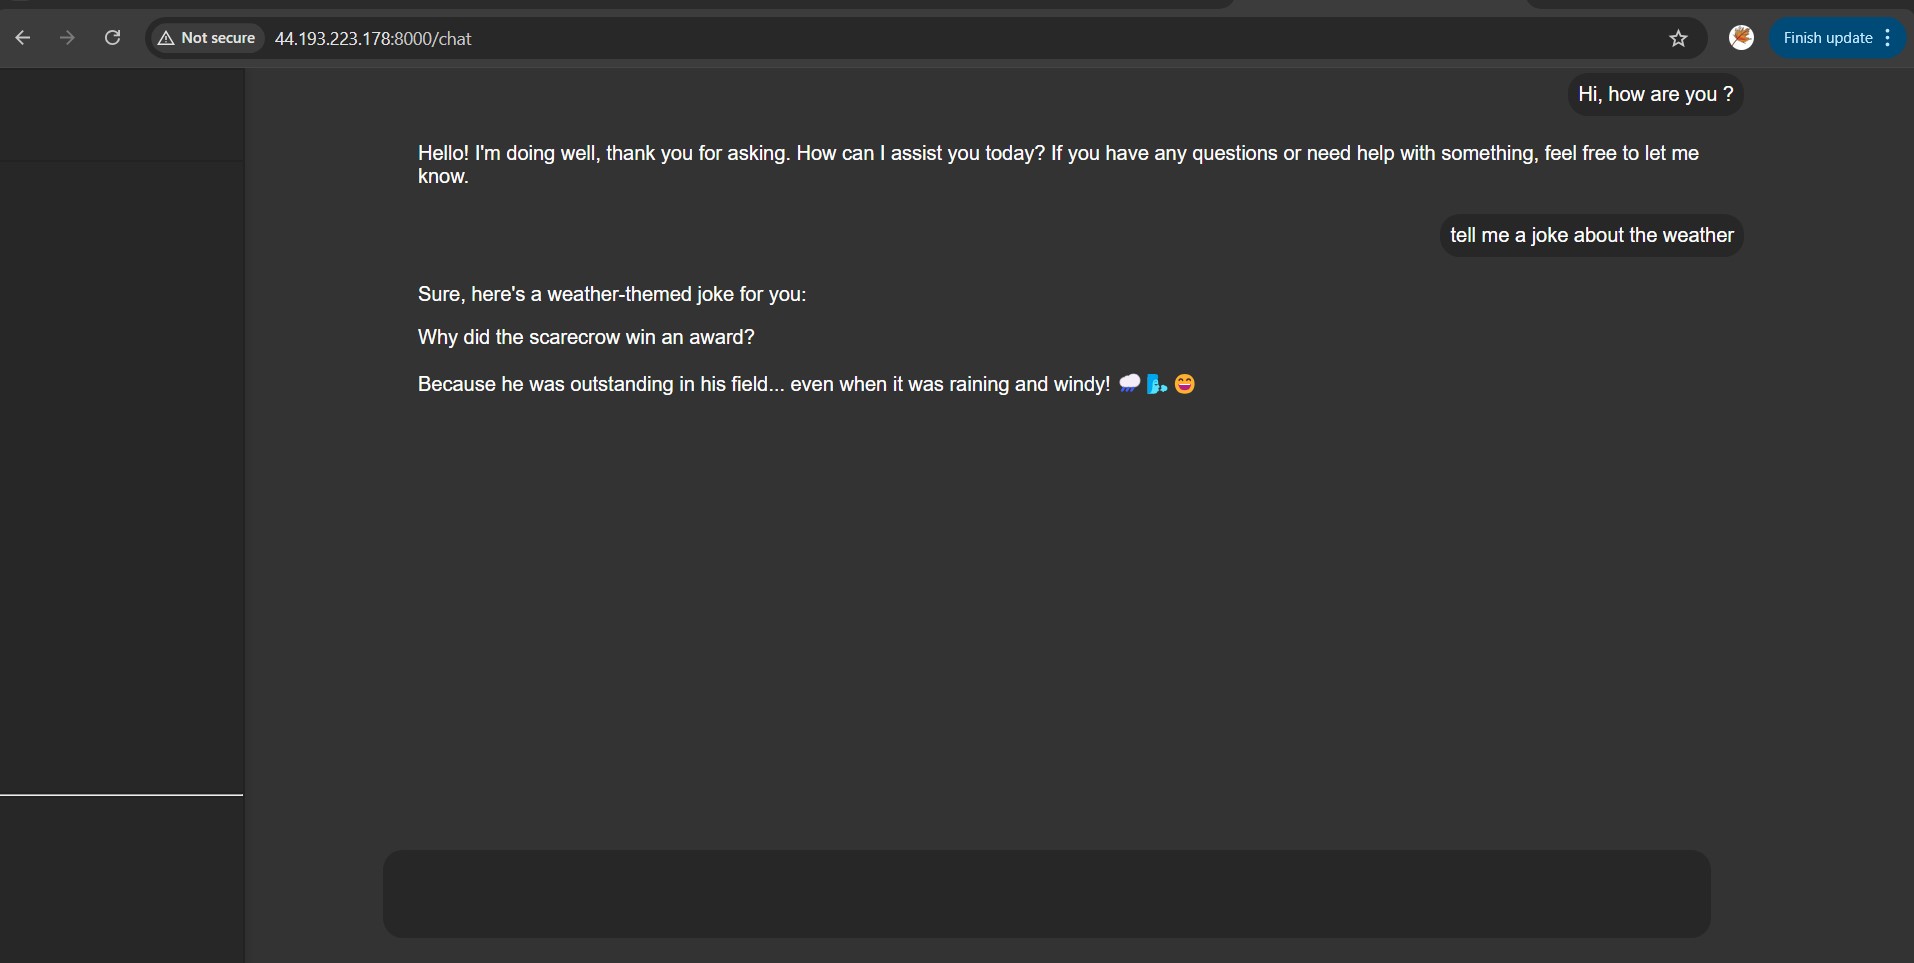 Not secure 44.193.223.178:8000/chat Finish update
Hi, how are you ?
Hello! I'm doing well, thank you for asking. How can I assist you today? If you have any questions or need help with something, feel free to let me
know.
tell me a joke about the weather
Sure, here's a weather-themed joke for you:
Why did the scarecrow win an award?
Because he was outstanding in his field... even when it was raining and windy! 🌧️ 🌬️ 😄